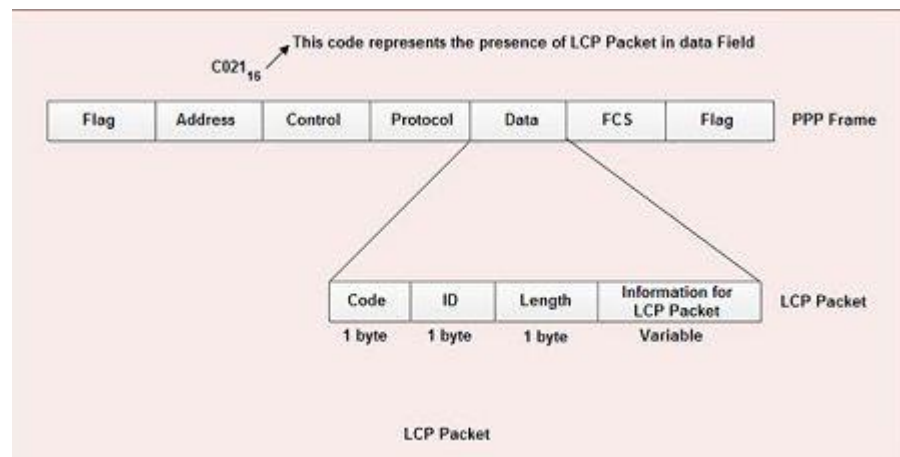 This code represents the presence of LCP Packet in data Field
C021₁₆
Flag Address Control Protocol Data FCS Flag PPP Frame
Code ID Length Information for
LCP Packet
LCP Packet
1 byte 1 byte 1 byte Variable
LCP Packet